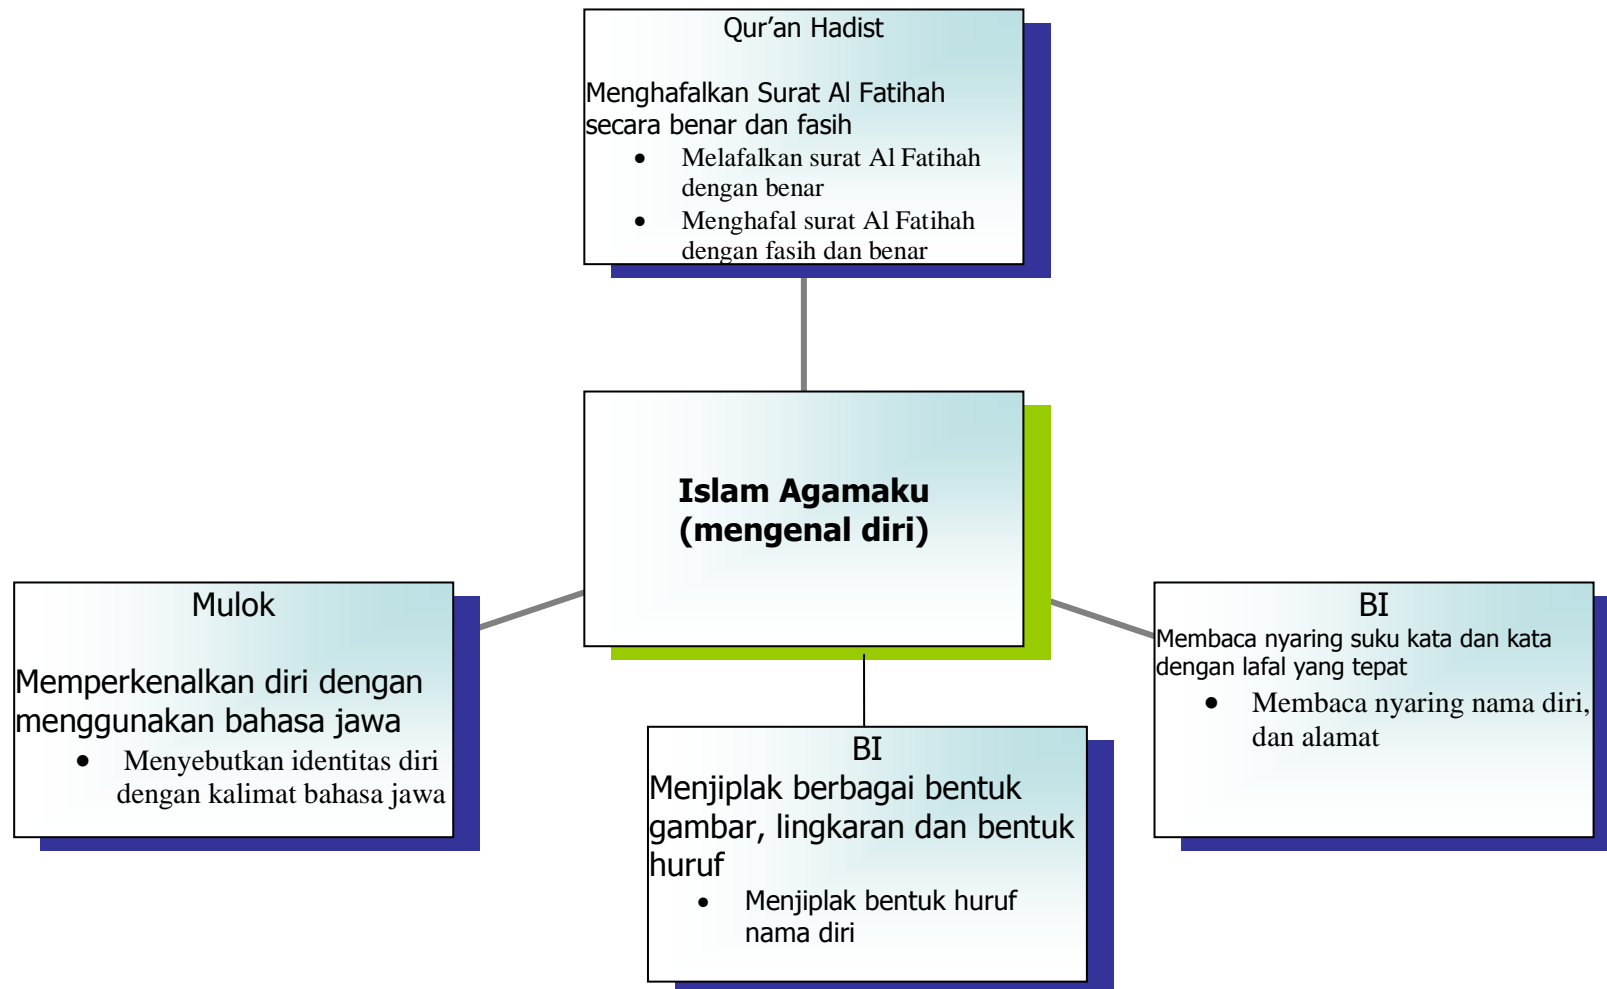 Qur’an Hadist
Menghafalkan Surat Al Fatihah
secara benar dan fasih
• Melafalkan surat Al Fatihah
dengan benar
• Menghafal surat Al Fatihah
dengan fasih dan benar
Islam Agamaku
(mengenal diri)
Mulok
Memperkenalkan diri dengan
menggunakan bahasa jawa
• Menyebutkan identitas diri
dengan kalimat bahasa jawa
BI
Menjiplak berbagai bentuk
gambar, lingkaran dan bentuk
huruf
• Menjiplak bentuk huruf
nama diri
BI
Membaca nyaring suku kata dan kata
dengan lafal yang tepat
• Membaca nyaring nama diri,
dan alamat